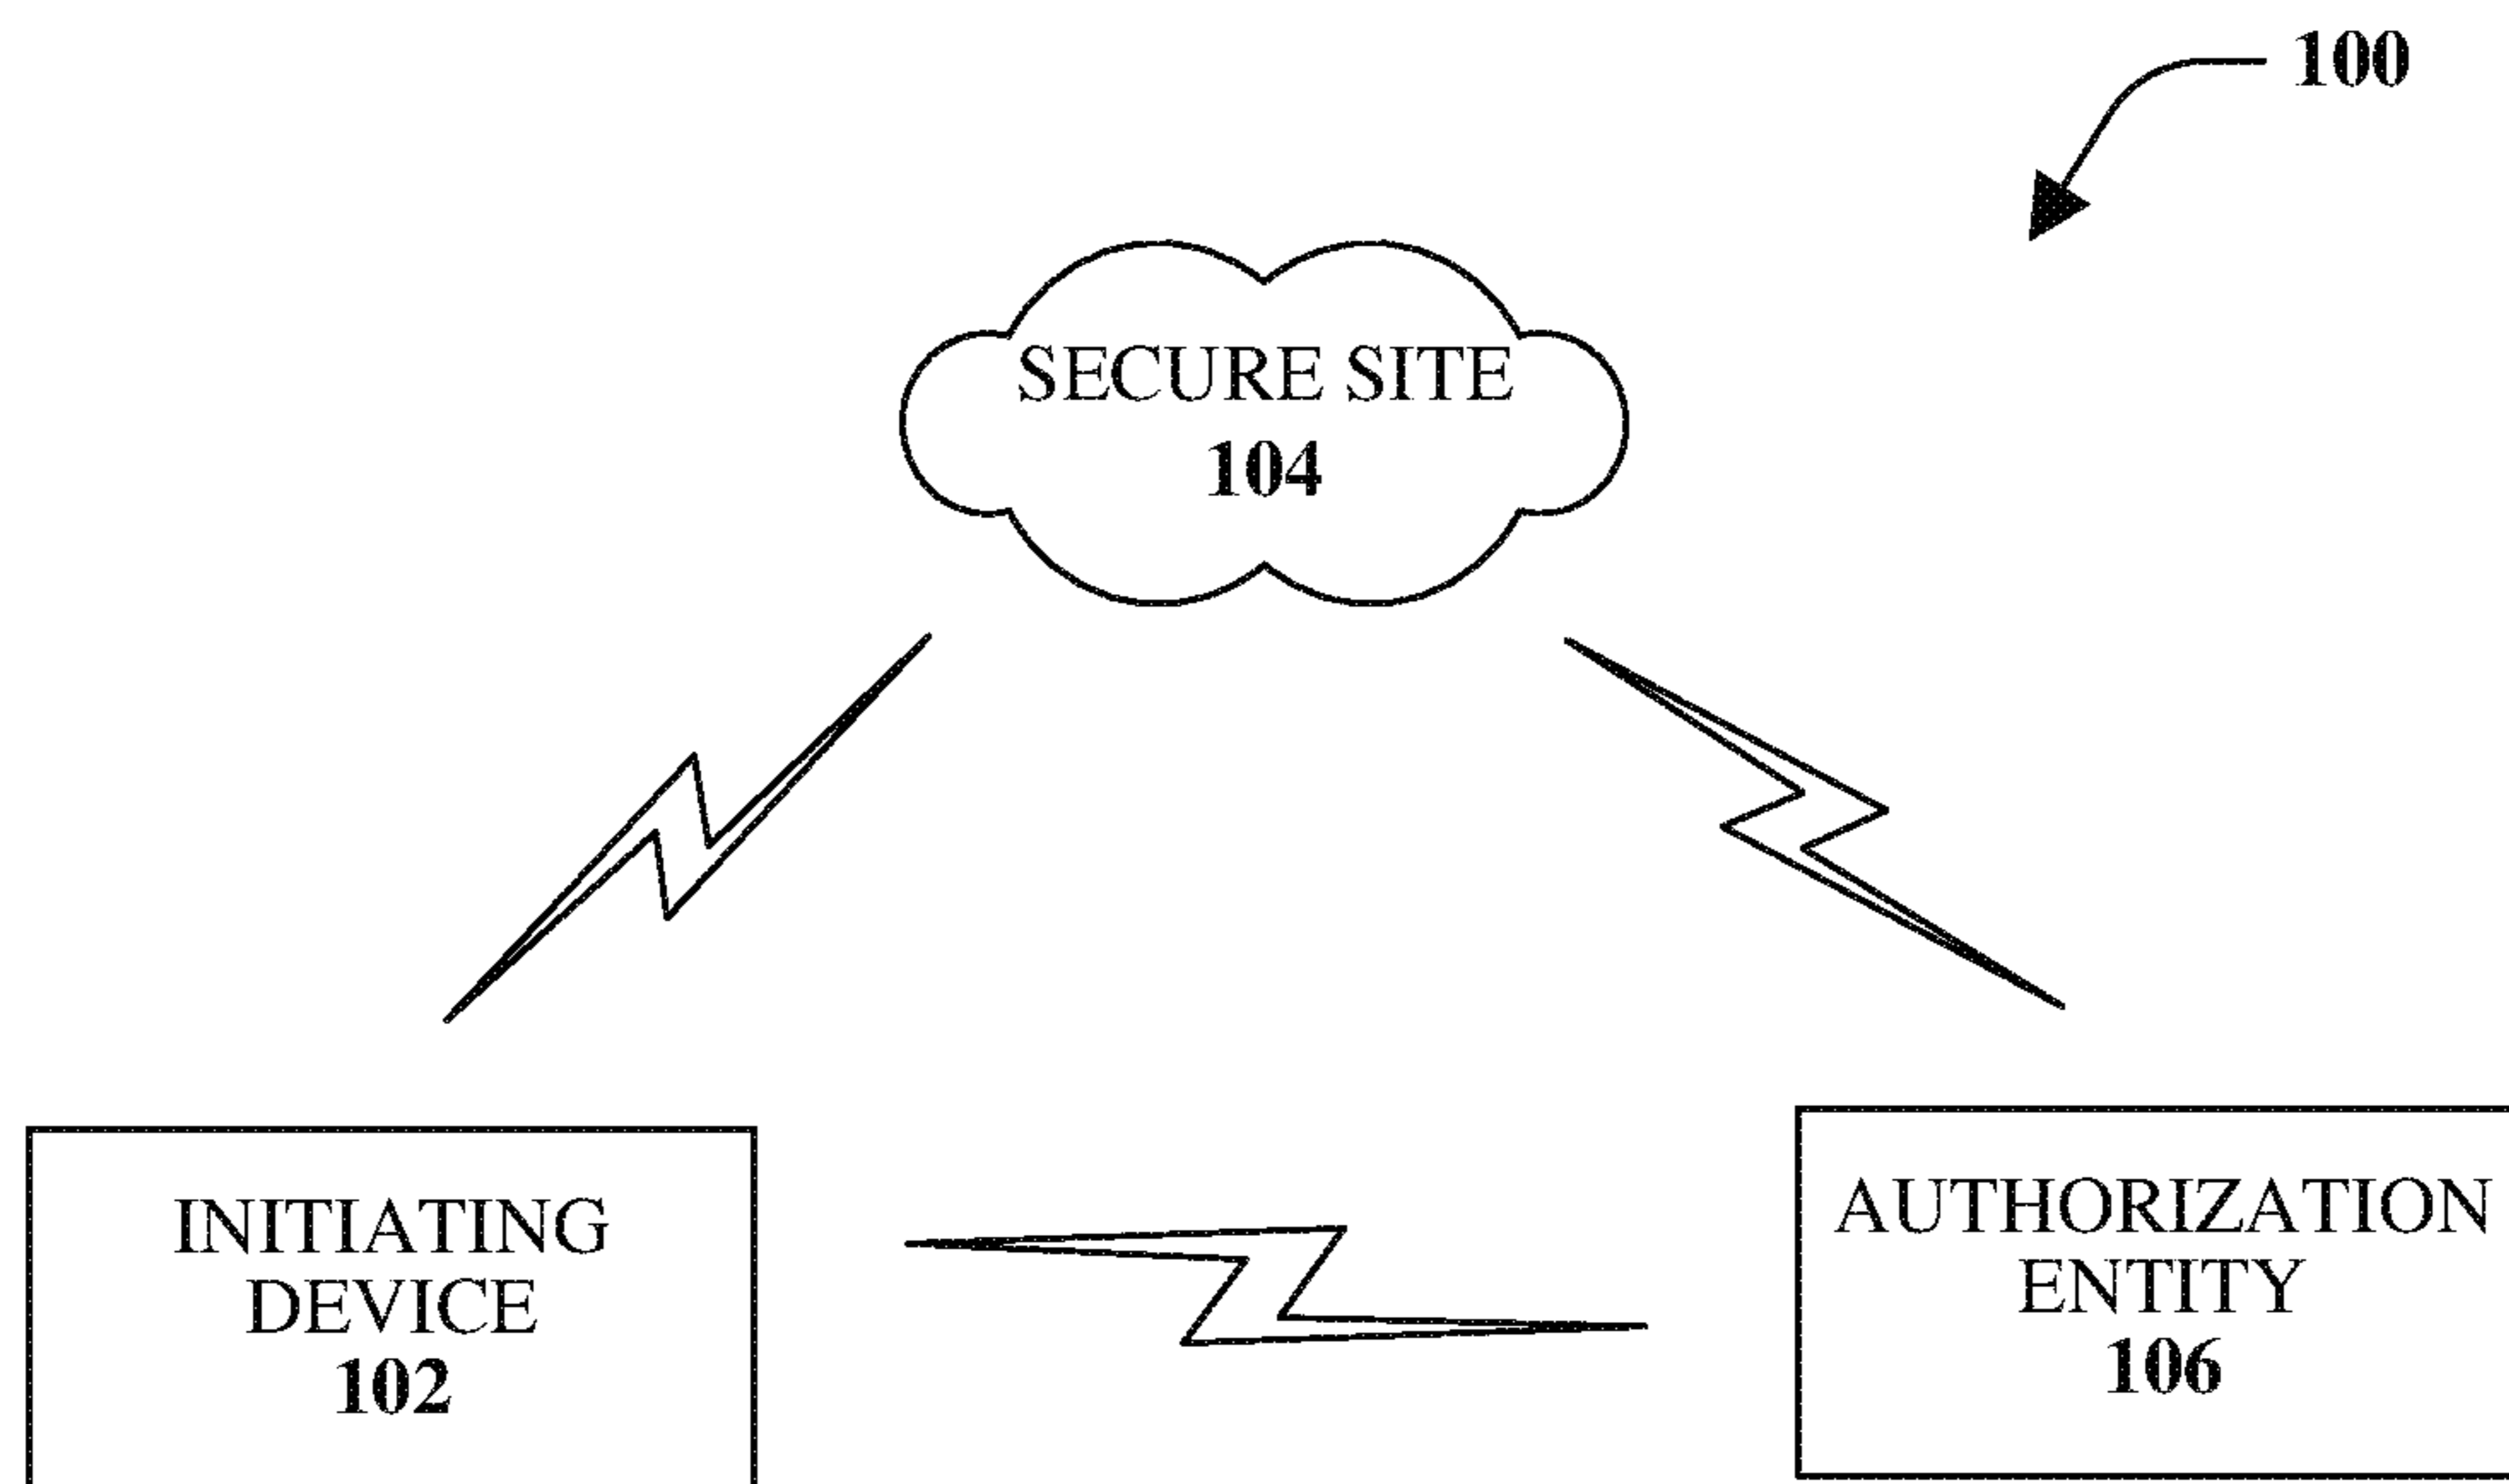 100
SECURE SITE
104
INITIATING
DEVICE
102
AUTHORIZATION
ENTITY
106